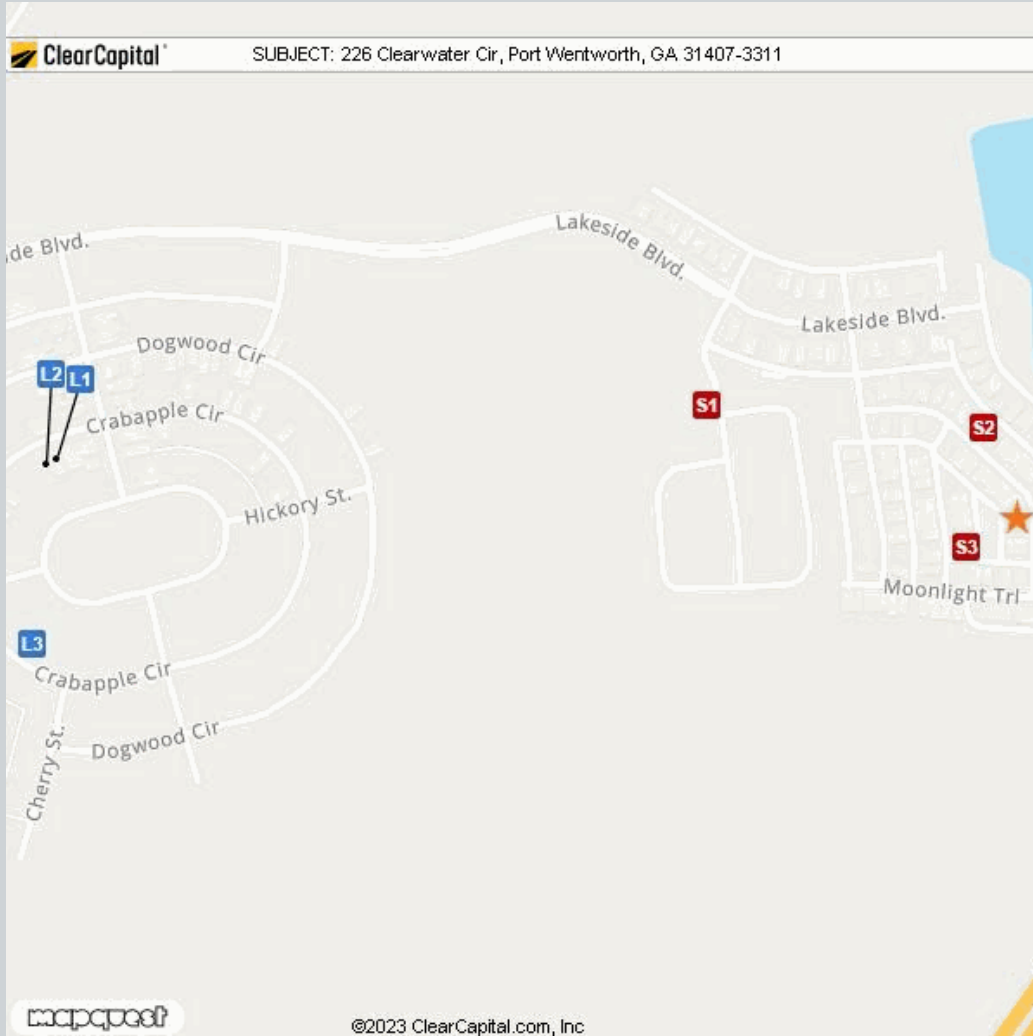 ClearCapital
SUBJECT: 226 Clearwater Cir, Port Wentworth, GA 31407-3311
Lakeside Blvd.
ide Blvd.
Lakeside Blvd.
Dogwood Cir
L2
L1
S1
Crabapple Cir
S2
Hickory St.
S3
Moonlight Trl
L3
Crabapple Cir
Dogwood Cir
Cherry St.
mapquest
©2023 ClearCapital.com, Inc